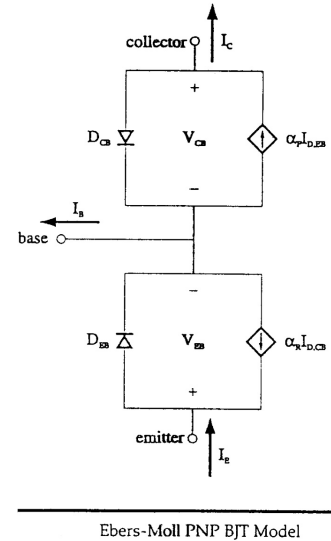 collector
I_C
+
D_CB
V_CB
α_F I_D,EB
−
I_B
base
−
D_EB
V_EB
α_R I_D,CB
+
emitter
I_E
Ebers-Moll PNP BJT Model